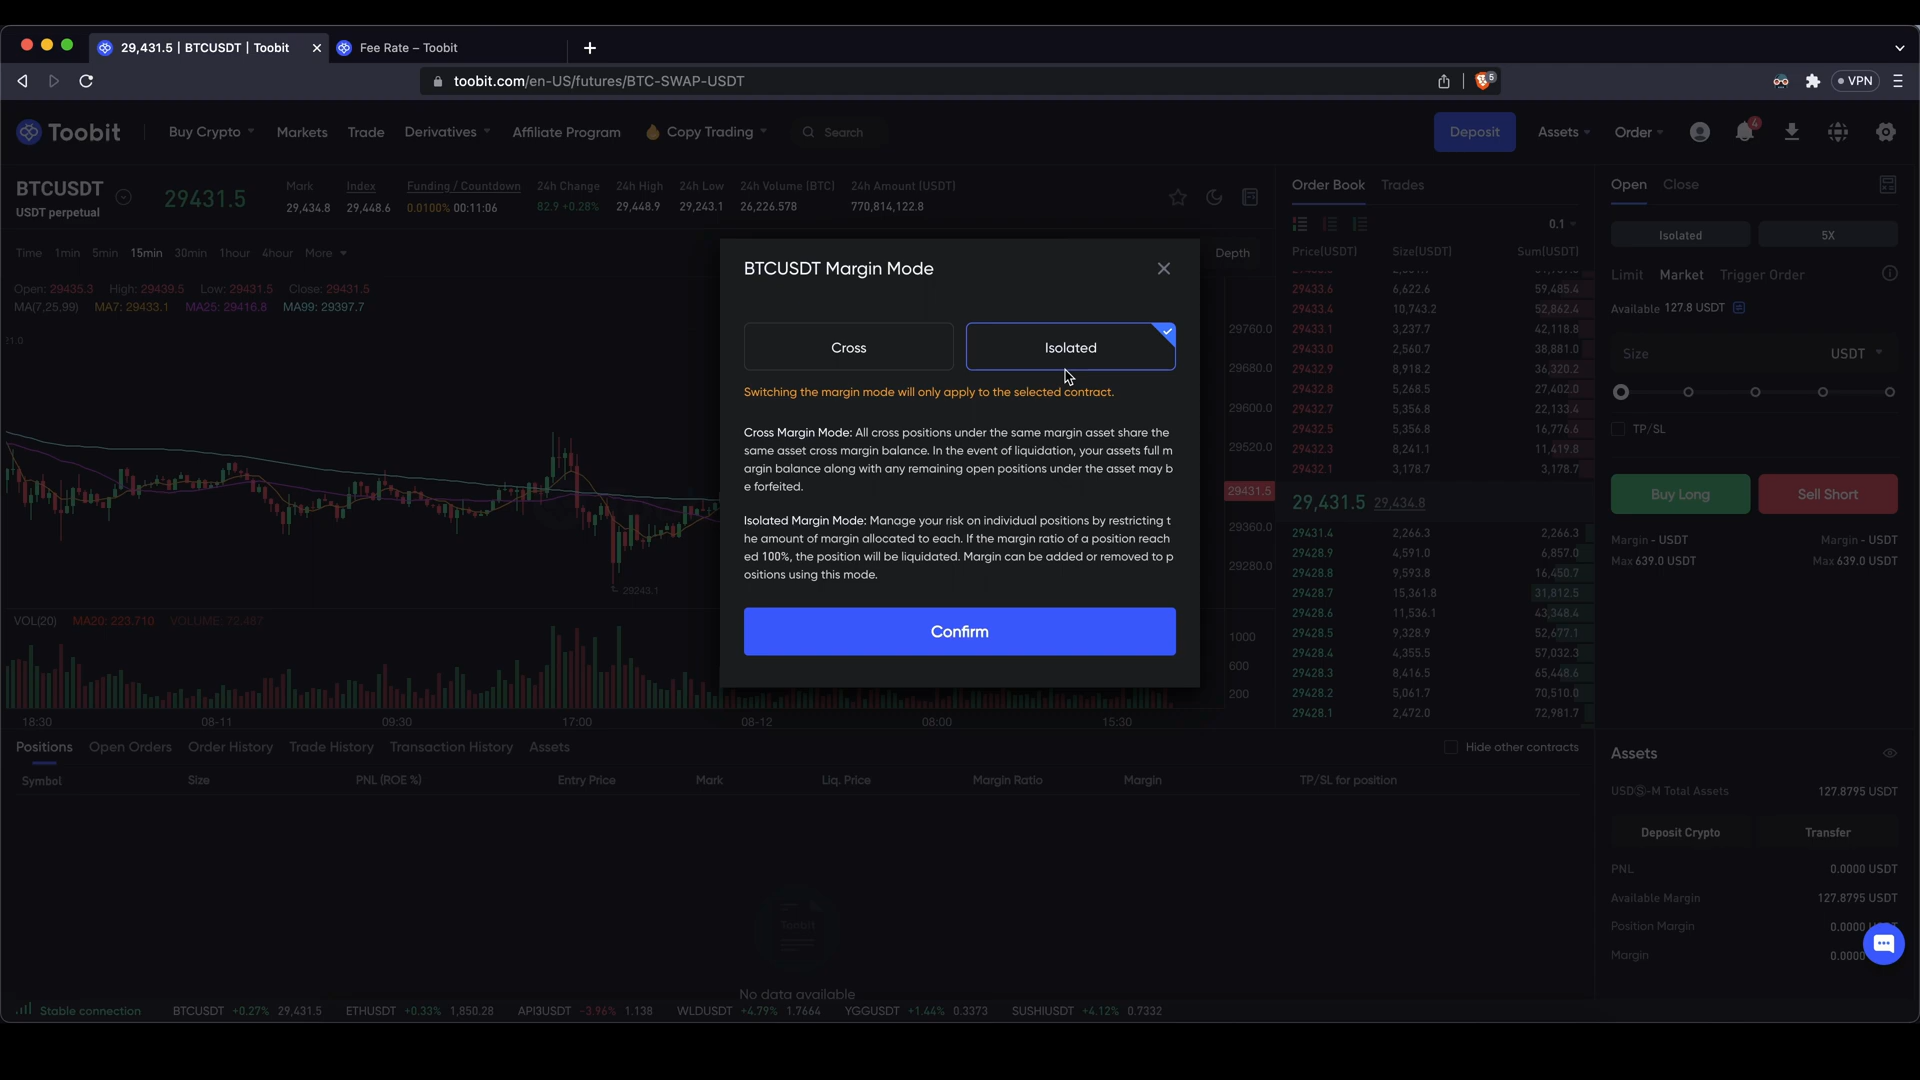 29,431.5 | BTCUSDT | Toobit
Fee Rate – Toobit
toobit.com/en-US/futures/BTC-SWAP-USDT
5
VPN
Toobit
Buy Crypto
Markets
Trade
Derivatives
Affiliate Program
Copy Trading
Search
Deposit
Assets
Order
4
BTCUSDT
USDT perpetual
29431.5
Mark
29,434.8
Index
29,448.6
Funding / Countdown
0.0100% 00:11:06
24h Change
82.9 +0.28%
24h High
29,448.9
24h Low
29,243.1
24h Volume (BTC)
26,226.578
24h Amount (USDT)
770,814,122.8
Time 1min 5min 15min 30min 1hour 4hour More
Depth
Open: 29435.3 High: 29439.5 Low: 29431.5 Close: 29431.5
MA(7,25,99) MA7: 29433.1 MA25: 29416.8 MA99: 29397.7
21.0
29760.0
29680.0
29600.0
29520.0
29431.5
29360.0
29280.0
29243.1
VOL(20) MA20: 223.710 VOLUME: 72.467
1000
600
200
18:30 08-11 09:30 17:00 08-12 08:00 15:30
BTCUSDT Margin Mode
Cross
Isolated
Switching the margin mode will only apply to the selected contract.
Cross Margin Mode: All cross positions under the same margin asset share the
same asset cross margin balance. In the event of liquidation, your assets full m
argin balance along with any remaining open positions under the asset may b
e forfeited.
Isolated Margin Mode: Manage your risk on individual positions by restricting t
he amount of margin allocated to each. If the margin ratio of a position reach
ed 100%, the position will be liquidated. Margin can be added or removed to p
ositions using this mode.
Confirm
Order Book Trades
0.1
Price(USDT) Size(USDT) Sum(USDT)
29433.6 6,622.6 59,485.4
29433.4 10,743.2 52,862.4
29433.1 3,237.7 42,118.8
29433.0 2,560.7 38,881.0
29432.9 8,918.2 36,320.2
29432.8 5,268.5 27,402.0
29432.7 5,356.8 22,133.4
29432.5 5,356.8 16,776.6
29432.3 8,241.1 11,419.8
29432.1 3,178.7 3,178.7
29,431.5 29,434.8
29431.4 2,266.3 2,266.3
29428.9 4,591.0 6,857.0
29428.8 9,593.8 16,450.7
29428.7 15,361.8 31,812.5
29428.6 11,536.1 43,348.4
29428.5 9,328.9 52,677.1
29428.4 4,355.5 57,032.3
29428.3 8,416.5 65,448.6
29428.2 5,061.7 70,510.0
29428.1 2,472.0 72,981.7
Open Close
Isolated 5X
Limit Market Trigger Order
Available 127.8 USDT
Size USDT
TP/SL
Buy Long Sell Short
Margin - USDT Margin - USDT
Max 639.0 USDT Max 639.0 USDT
Positions Open Orders Order History Trade History Transaction History Assets
Hide other contracts
Symbol Size PNL (ROE %) Entry Price Mark Liq. Price Margin Ratio Margin TP/SL for position
Toobit
No data available
Assets
USDⓈ-M Total Assets 127.8795 USDT
Deposit Crypto Transfer
PNL 0.0000 USDT
Available Margin 127.8795 USDT
Position Margin 0.0000
Margin 0.0000
Stable connection
BTCUSDT +0.27% 29,431.5
ETHUSDT +0.33% 1,850.28
API3USDT -3.96% 1.138
WLDUSDT +4.79% 1.7664
YGGUSDT +1.44% 0.3373
SUSHIUSDT +4.12% 0.7332